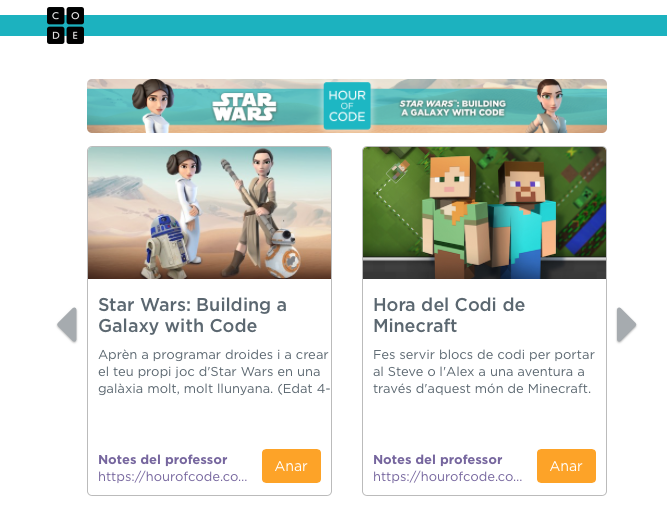 C O
D E
STAR
WARS
HOUR
OF
CODE
STAR WARS™: BUILDING
A GALAXY WITH CODE
Star Wars: Building a
Galaxy with Code
Aprèn a programar droides i a crear
el teu propi joc d'Star Wars en una
galàxia molt, molt llunyana. (Edat 4-
Notes del professor
https://hourofcode.co...
Anar
Hora del Codi de
Minecraft
Fes servir blocs de codi per portar
al Steve o l'Alex a una aventura a
través d'aquest món de Minecraft.
Notes del professor
https://hourofcode.co...
Anar